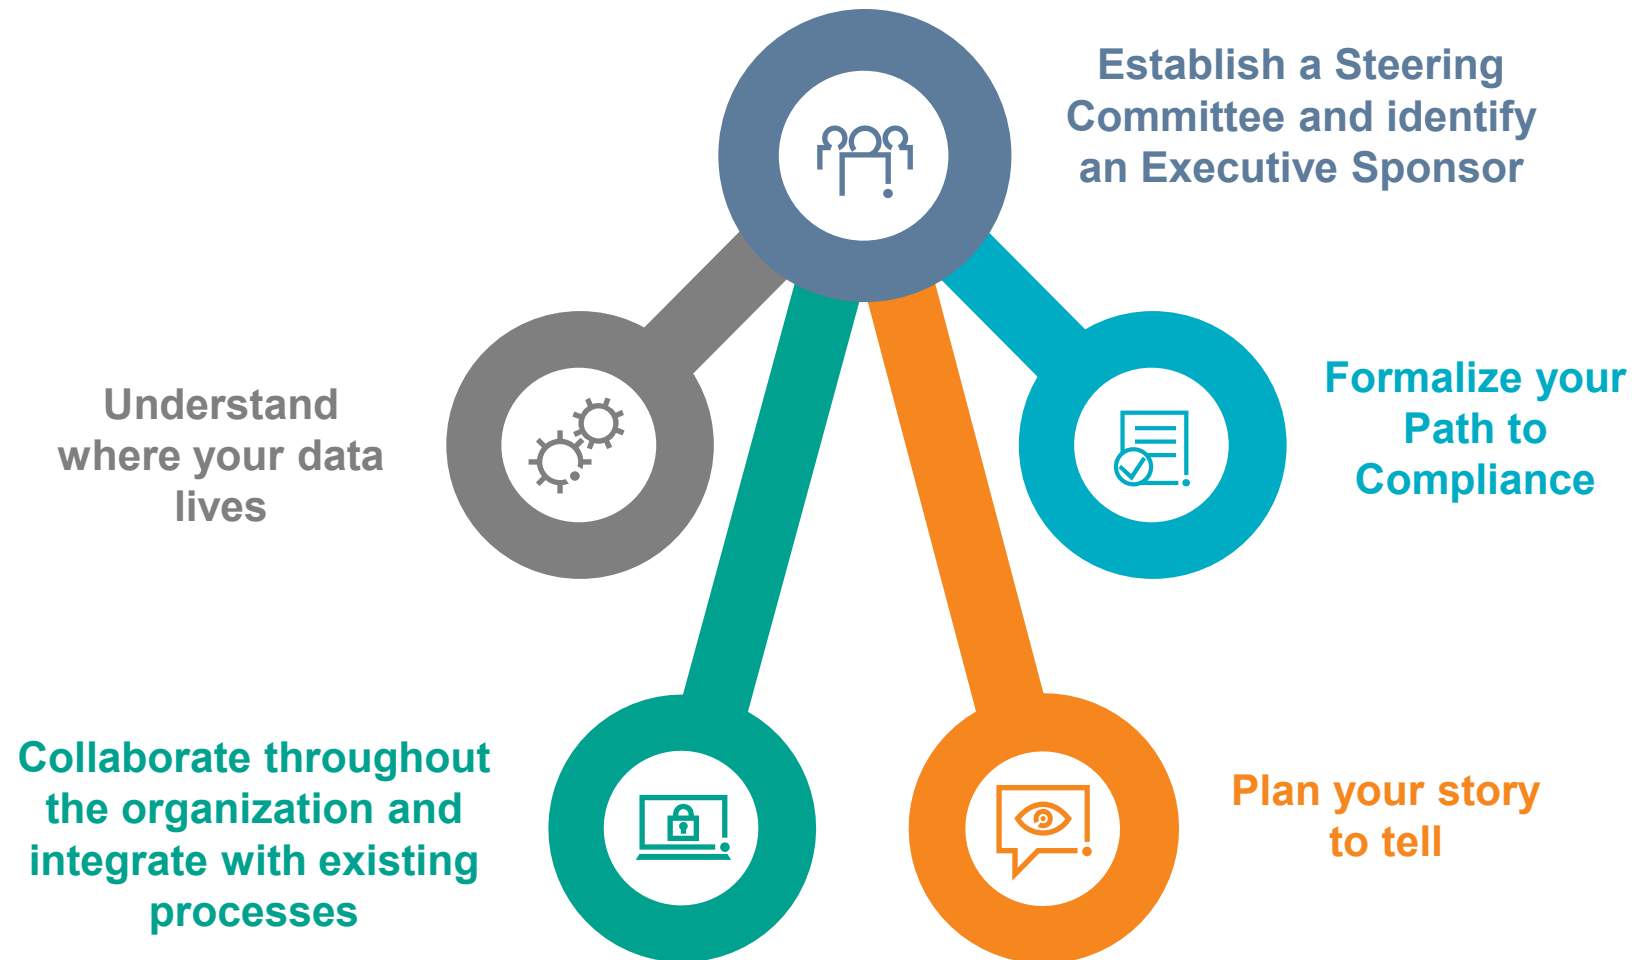 Establish a Steering
Committee and identify
an Executive Sponsor
Understand
where your data
lives
Formalize your
Path to
Compliance
Collaborate throughout
the organization and
integrate with existing
processes
Plan your story
to tell